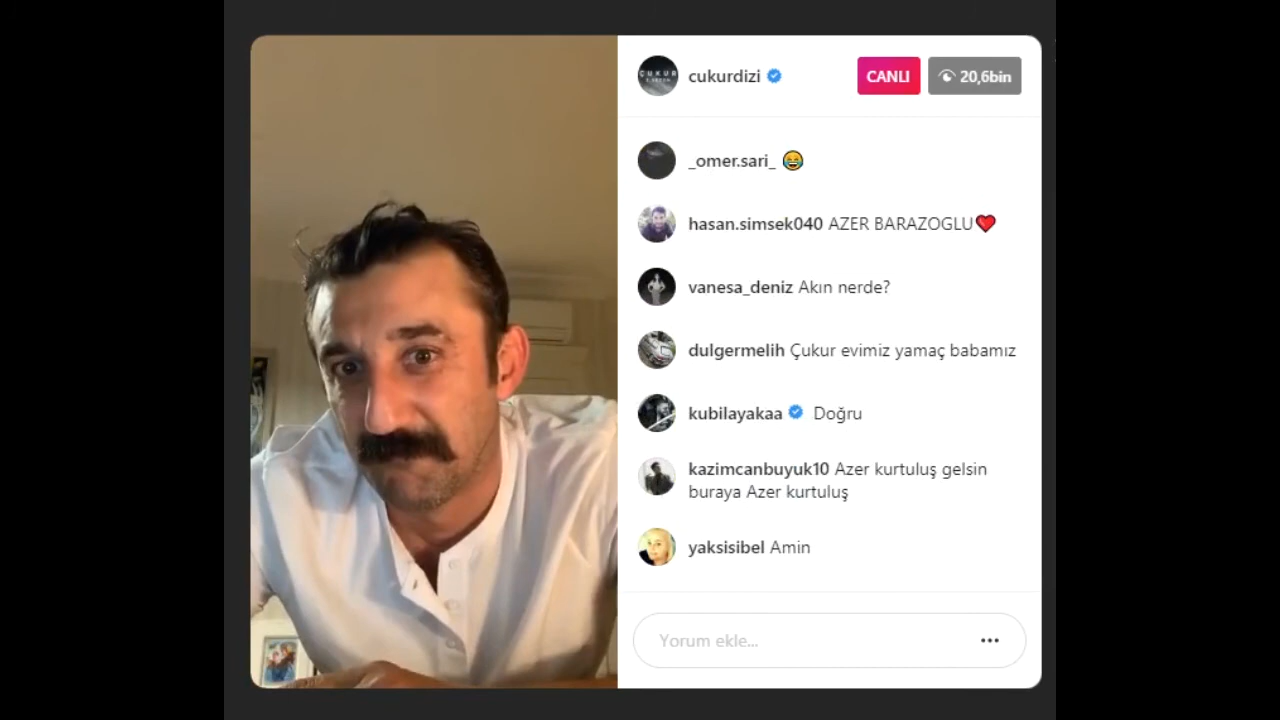 cukurdizi
CANLI
20,6bin
_omer.sari_ 😂
hasan.simsek040 AZER BARAZOGLU❤️
vanesa_deniz Akın nerde?
dulgermelih Çukur evimiz yamaç babamız
kubilayakaa Doğru
kazimcanbuyuk10 Azer kurtuluş gelsin
buraya Azer kurtuluş
yaksisibel Amin
Yorum ekle...